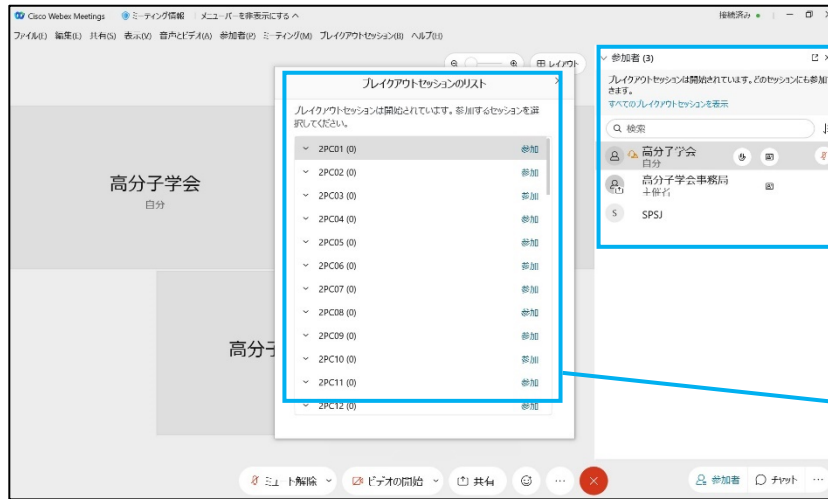 Cisco Webex Meetings ミーティング情報 メニューバーを非表示にする へ 接続済み
ファイル(F) 編集(E) 共有(S) 表示(V) 音声とビデオ(A) 参加者(P) ミーティング(M) ブレイクアウトセッション(B) ヘルプ(H)
レイアウト
ブレイクアウトセッションのリスト
ブレイクアウトセッションは開始されています。参加するセッションを選
択してください。
2PC01 (0) 参加
2PC02 (0) 参加
2PC03 (0) 参加
2PC04 (0) 参加
2PC05 (0) 参加
2PC06 (0) 参加
2PC07 (0) 参加
2PC08 (0) 参加
2PC09 (0) 参加
2PC10 (0) 参加
2PC11 (0) 参加
2PC12 (0) 参加
高分子学会
自分
高分子
参加者 (3)
ブレイクアウトセッションは開始されています。どのセッションにも参加
きます。
すべてのブレイクアウトセッションを表示
検索
高分子学会
自分
高分子学会事務局
主催者
S SPSJ
ミュート解除 ビデオの開始 共有
参加者 チャット